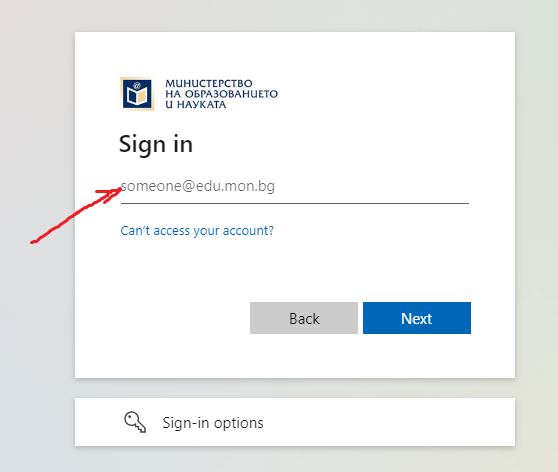 МИНИСТЕРСТВО
НА ОБРАЗОВАНИЕТО
И НАУКАТА
Sign in
someone@edu.mon.bg
Can't access your account?
Back
Next
Sign-in options